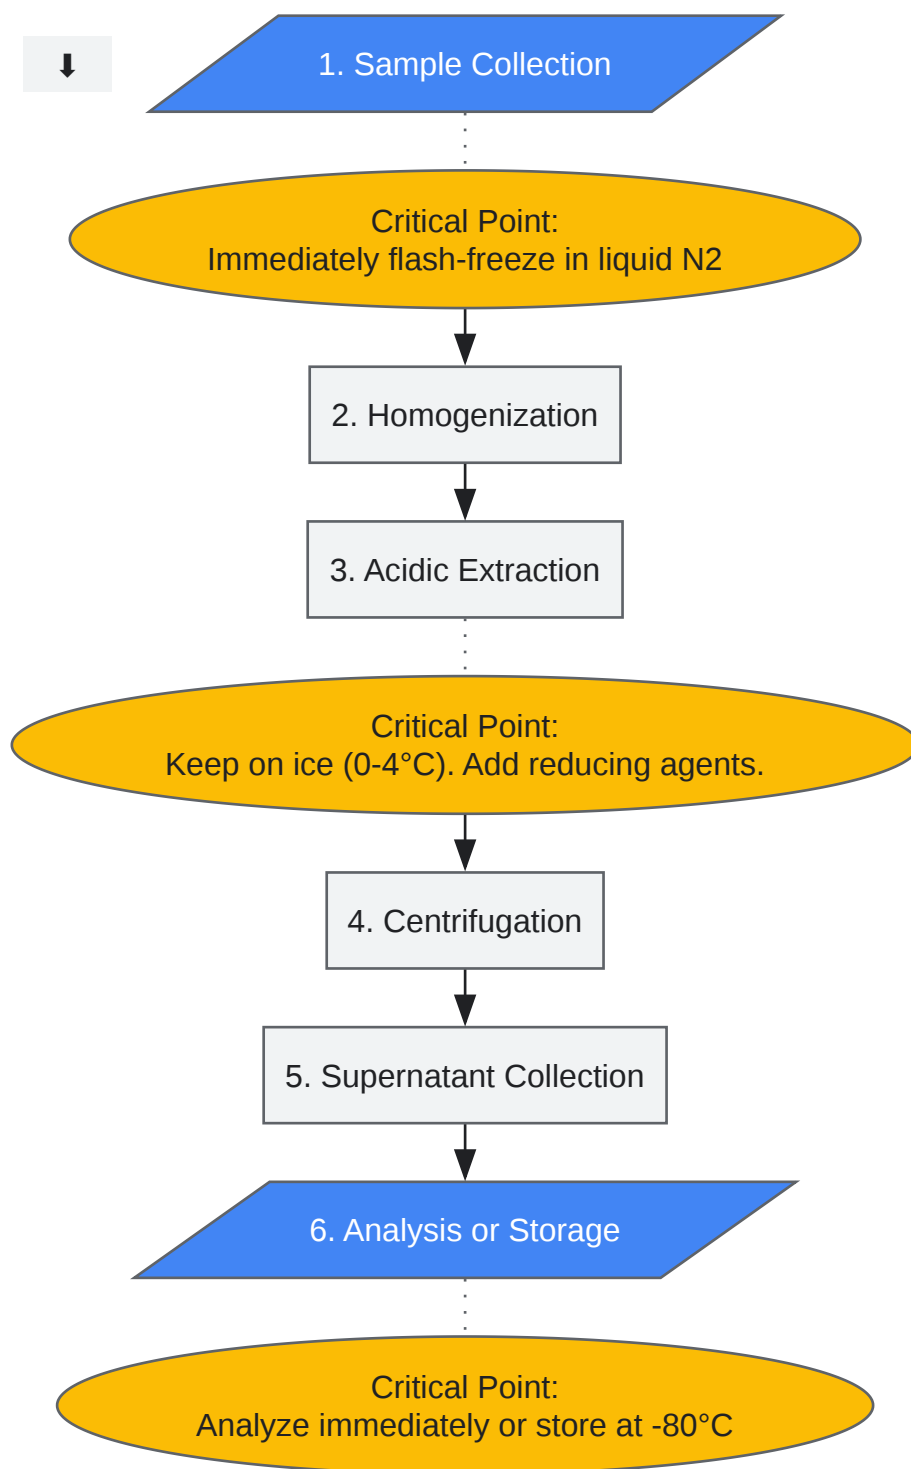 ⬇
1. Sample Collection
Critical Point:
Immediately flash-freeze in liquid N2
2. Homogenization
3. Acidic Extraction
Critical Point:
Keep on ice (0-4°C). Add reducing agents.
4. Centrifugation
5. Supernatant Collection
6. Analysis or Storage
Critical Point:
Analyze immediately or store at -80°C